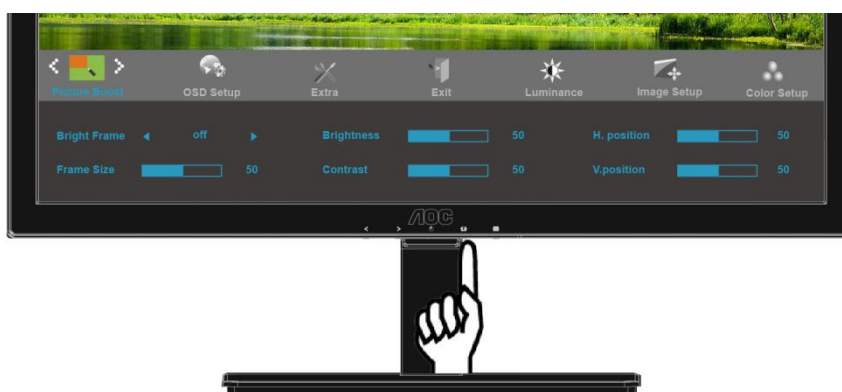 Picture Boost OSD Setup Extra Exit Luminance Image Setup Color Setup
Bright Frame off Brightness 50 H. position 50
Frame Size 50 Contrast 50 V.position 50
AOC